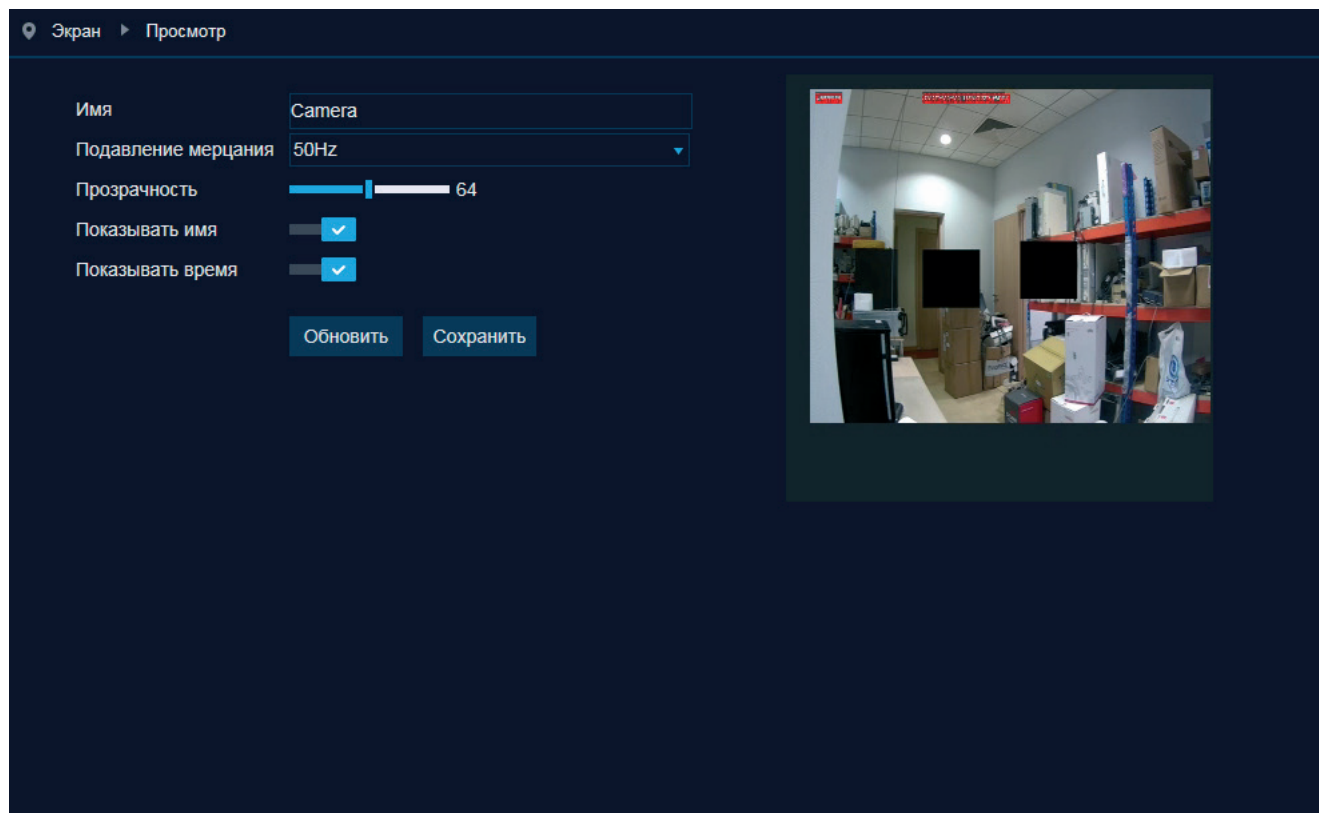 Экран Просмотр
Имя Camera
Подавление мерцания 50Hz
Прозрачность 64
Показывать имя
Показывать время
Обновить Сохранить